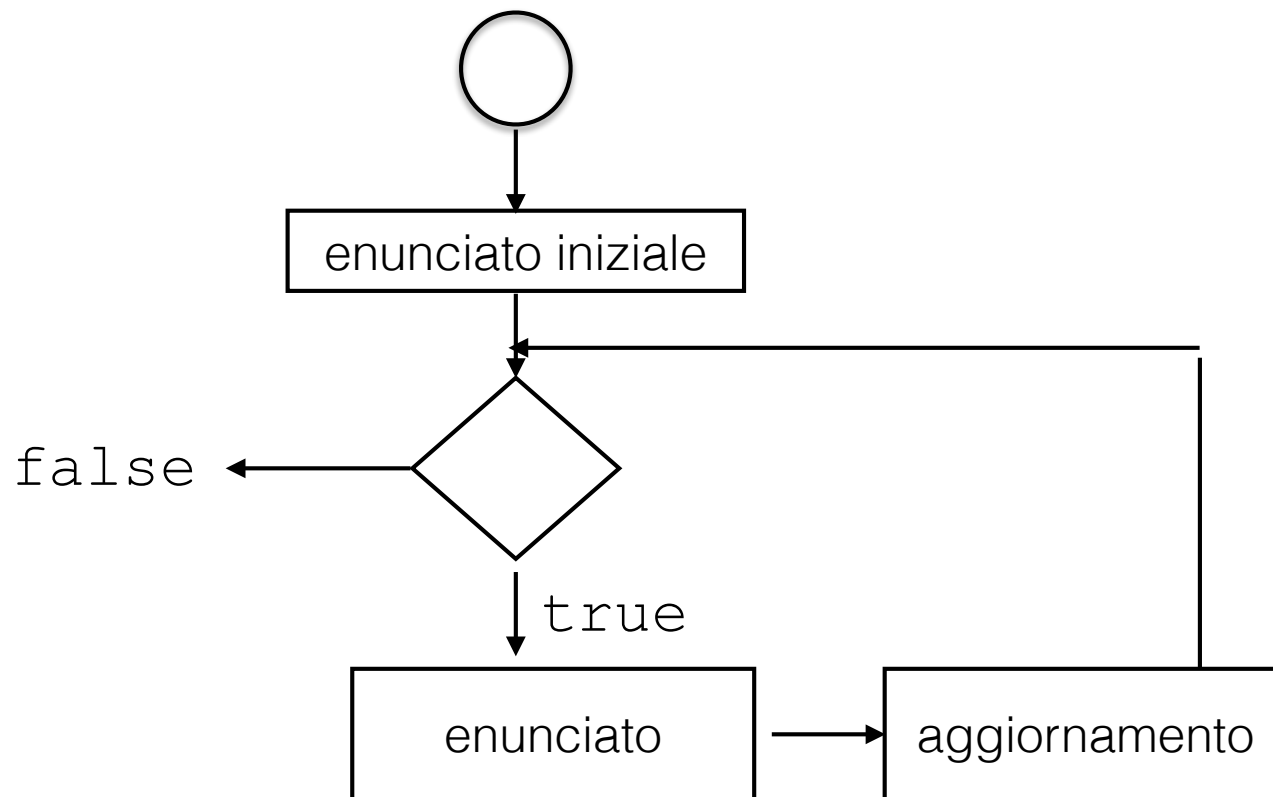 enunciato iniziale
false
true
enunciato
aggiornamento